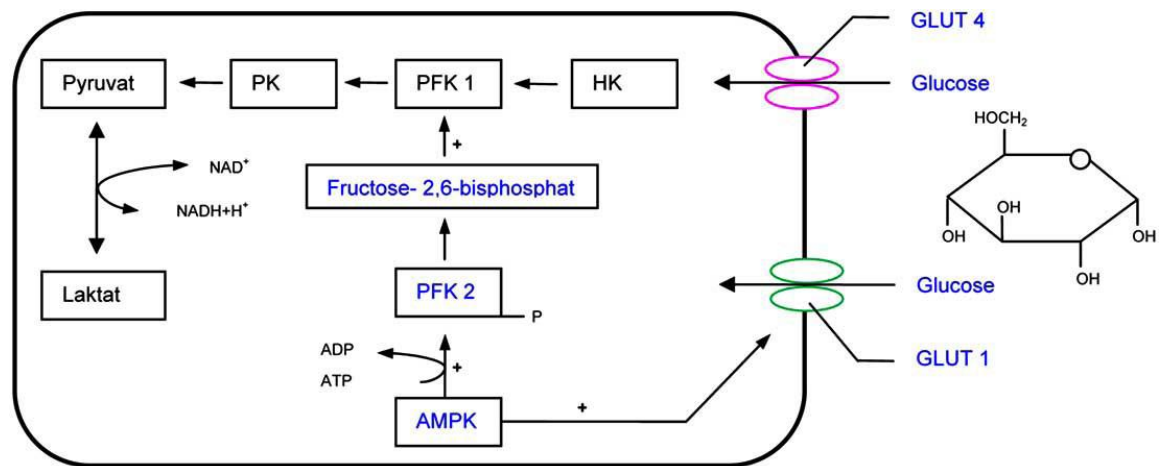 GLUT 4
Pyruvat
PK
PFK 1
HK
Glucose
HOCH2
+
NAD+
NADH+H+
Fructose- 2,6-bisphosphat
OH
OH
OH
OH
Laktat
PFK 2
P
Glucose
ADP
ATP
+
GLUT 1
AMPK
+